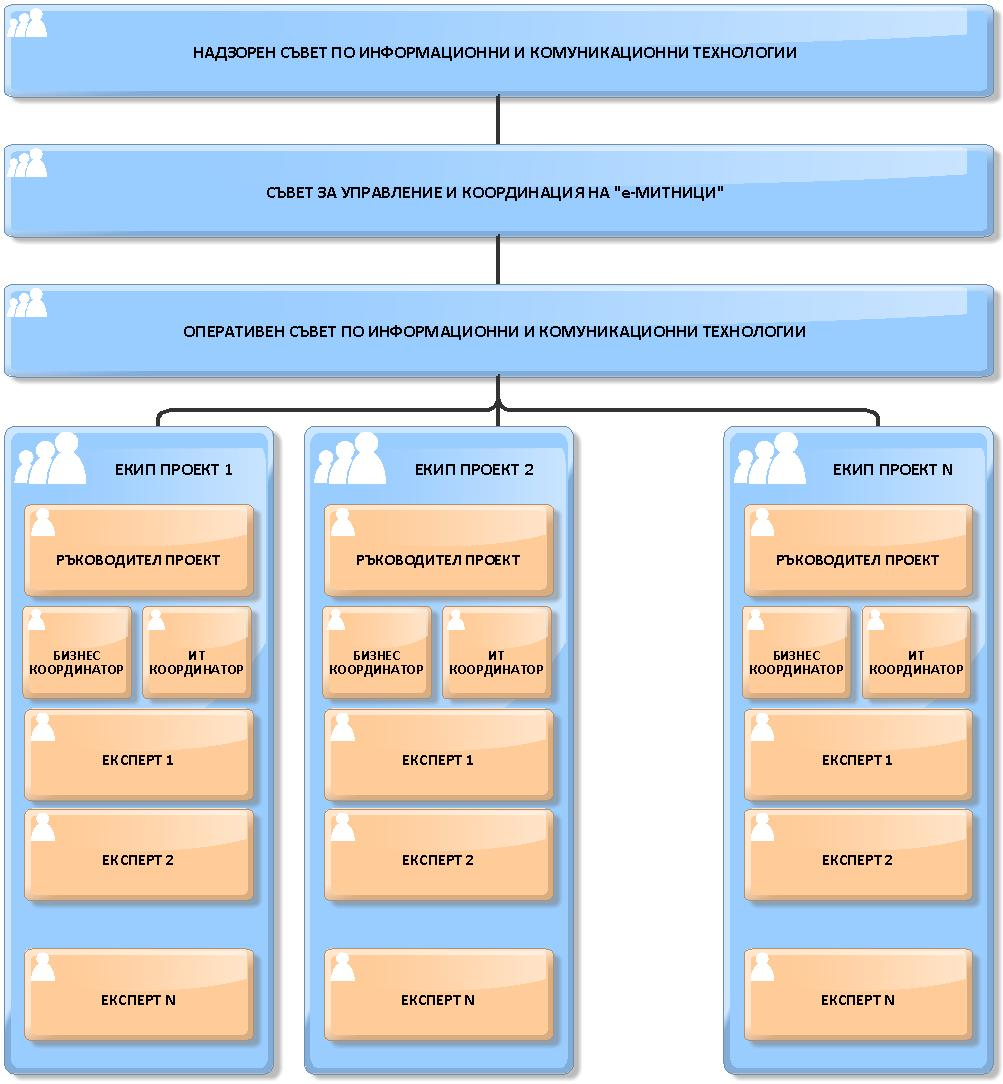 НАДЗОРЕН СЪВЕТ ПО ИНФОРМАЦИОННИ И КОМУНИКАЦИОННИ ТЕХНОЛОГИИ
СЪВЕТ ЗА УПРАВЛЕНИЕ И КООРДИНАЦИЯ НА "е-МИТНИЦИ"
ОПЕРАТИВЕН СЪВЕТ ПО ИНФОРМАЦИОННИ И КОМУНИКАЦИОННИ ТЕХНОЛОГИИ
ЕКИП ПРОЕКТ 1
РЪКОВОДИТЕЛ ПРОЕКТ
БИЗНЕС
КООРДИНАТОР
ИТ
КООРДИНАТОР
ЕКСПЕРТ 1
ЕКСПЕРТ 2
ЕКСПЕРТ N
ЕКИП ПРОЕКТ 2
РЪКОВОДИТЕЛ ПРОЕКТ
БИЗНЕС
КООРДИНАТОР
ИТ
КООРДИНАТОР
ЕКСПЕРТ 1
ЕКСПЕРТ 2
ЕКСПЕРТ N
ЕКИП ПРОЕКТ N
РЪКОВОДИТЕЛ ПРОЕКТ
БИЗНЕС
КООРДИНАТОР
ИТ
КООРДИНАТОР
ЕКСПЕРТ 1
ЕКСПЕРТ 2
ЕКСПЕРТ N